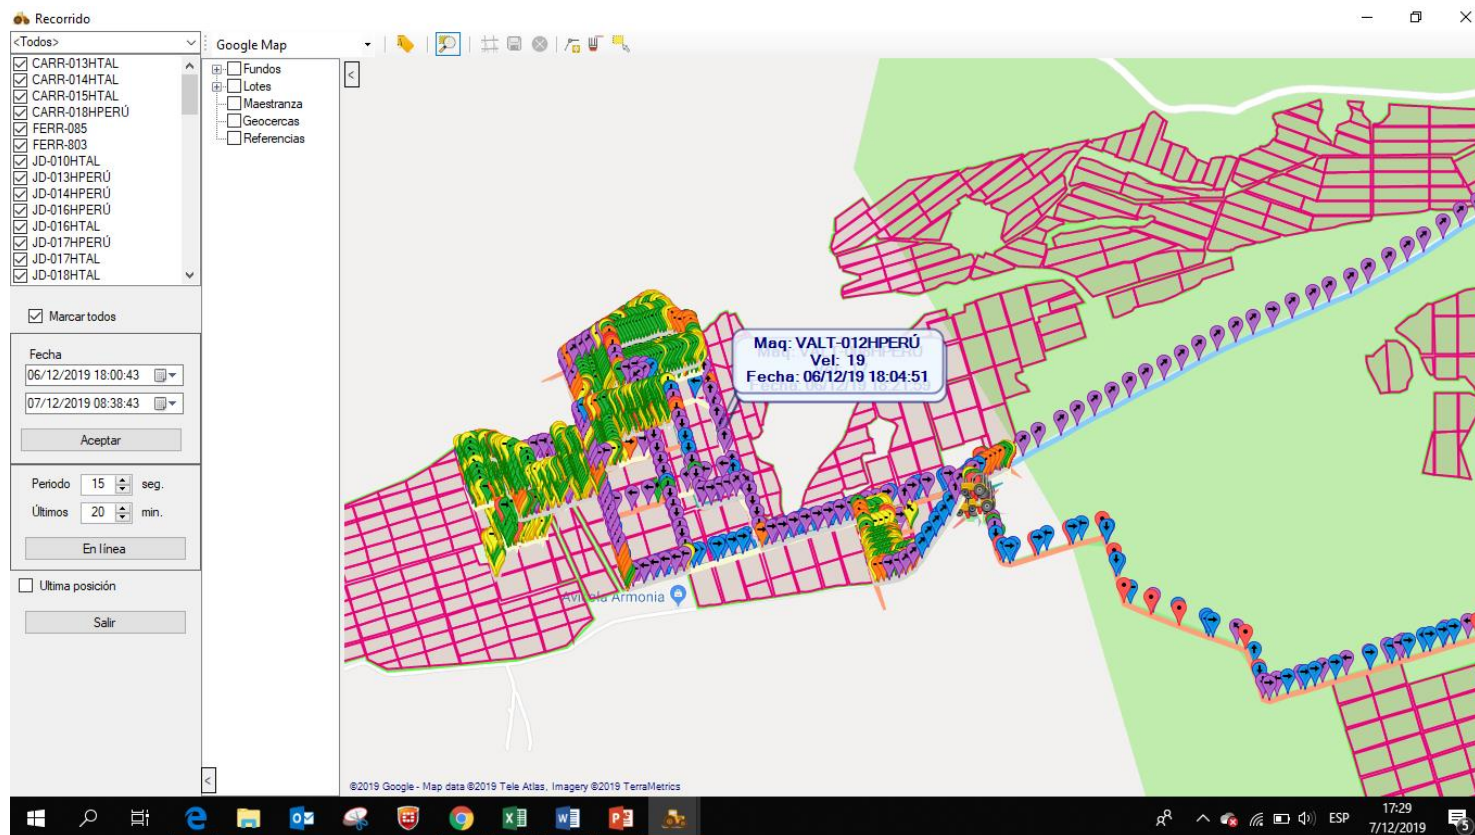 Recorrido
<Todos>
CARR-013HTAL
CARR-014HTAL
CARR-015HTAL
CARR-018HPERÚ
FERR-085
FERR-803
JD-010HTAL
JD-013HPERÚ
JD-014HPERÚ
JD-016HPERÚ
JD-016HTAL
JD-017HPERÚ
JD-017HTAL
JD-018HTAL
Marcar todos
Fecha
06/12/2019 18:00:43
07/12/2019 08:38:43
Aceptar
Periodo 15 seg.
Últimos 20 min.
En línea
Ultima posición
Salir
Google Map
Fundos
Lotes
Maestranza
Geocercas
Referencias
<
<
Maq: VALT-012HPERÚ
Vel: 19
Fecha: 06/12/19 18:04:51
Avicola Armonia
©2019 Google - Map data ©2019 Tele Atlas, Imagery ©2019 TerraMetrics
ESP
17:29
7/12/2019
5